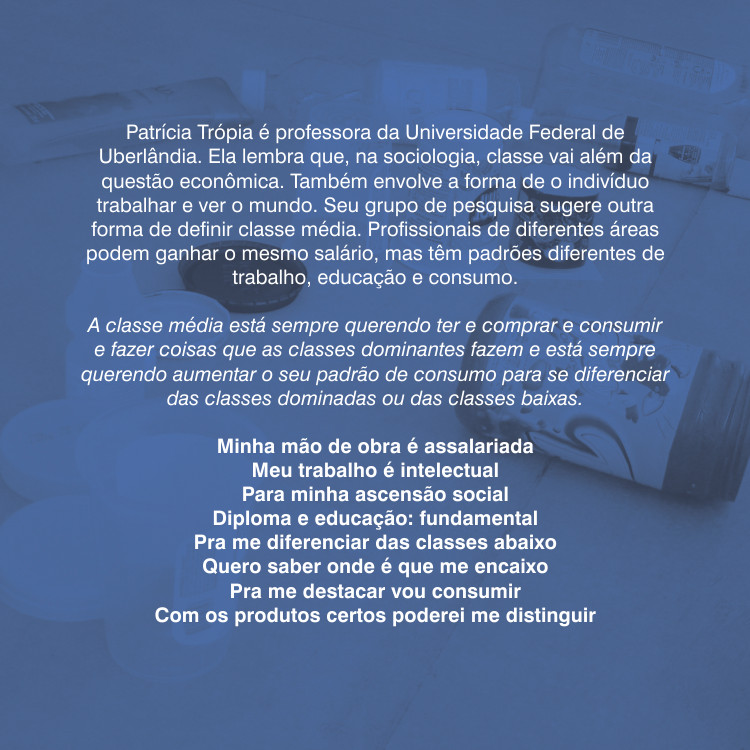 Patrícia Trópia é professora da Universidade Federal de
Uberlândia. Ela lembra que, na sociologia, classe vai além da
questão econômica. Também envolve a forma de o indivíduo
trabalhar e ver o mundo. Seu grupo de pesquisa sugere outra
forma de definir classe média. Profissionais de diferentes áreas
podem ganhar o mesmo salário, mas têm padrões diferentes de
trabalho, educação e consumo.
A classe média está sempre querendo ter e comprar e consumir
e fazer coisas que as classes dominantes fazem e está sempre
querendo aumentar o seu padrão de consumo para se diferenciar
das classes dominadas ou das classes baixas.
Minha mão de obra é assalariada
Meu trabalho é intelectual
Para minha ascensão social
Diploma e educação: fundamental
Pra me diferenciar das classes abaixo
Quero saber onde é que me encaixo
Pra me destacar vou consumir
Com os produtos certos poderei me distinguir